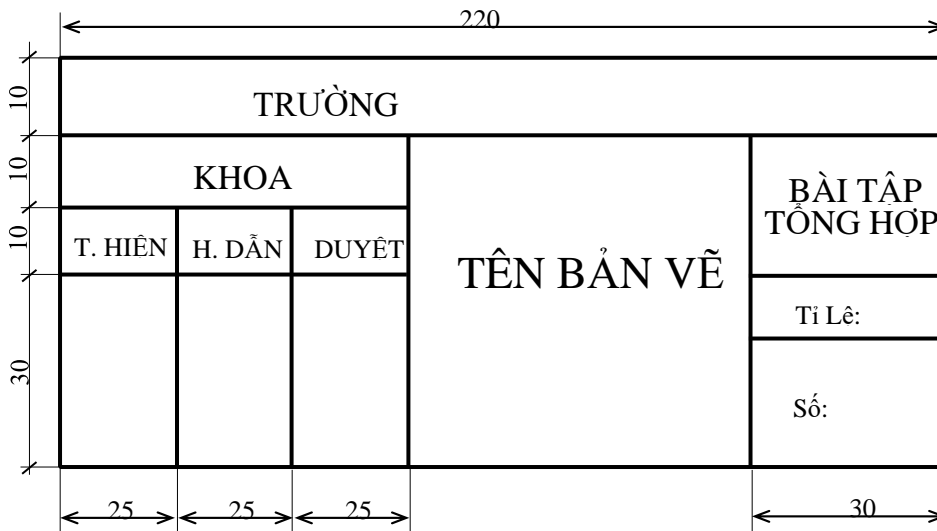 220
10
TRƯỜNG
10
KHOA
BÀI TẬP
TỔNG HỢP
10
T. HIÊN
H. DẪN
DUYÊT
TÊN BẢN VẼ
Tỉ Lê:
30
Số:
25
25
25
30